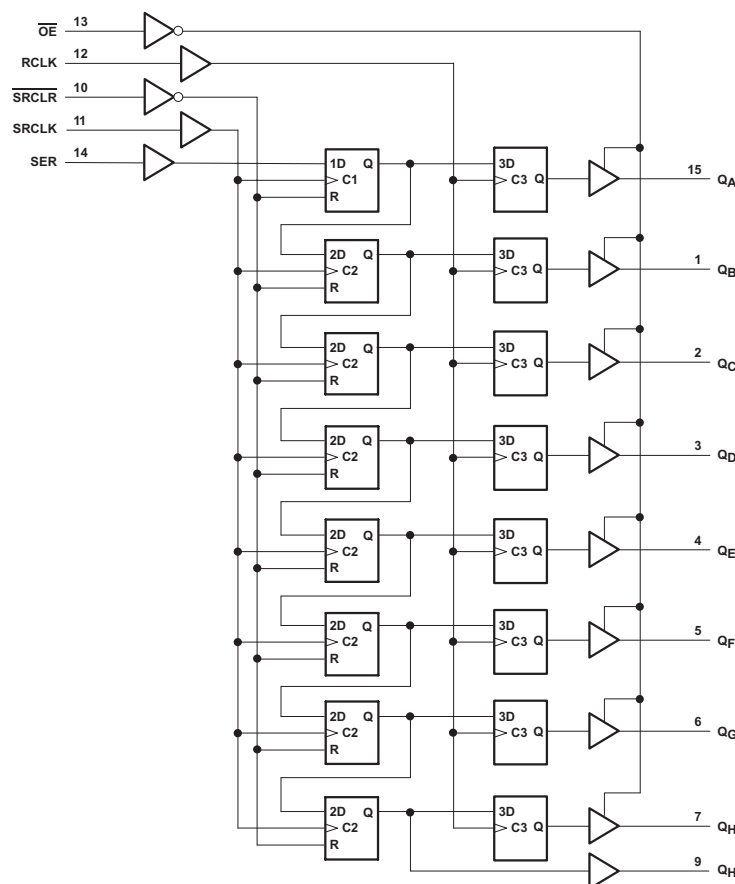 OE 13
RCLK 12
SRCLR 10
SRCLK 11
SER 14
1D Q
C1
R
3D
C3 Q
15 QA
2D Q
C2
R
3D
C3 Q
1 QB
2D Q
C2
R
3D
C3 Q
2 QC
2D Q
C2
R
3D
C3 Q
3 QD
2D Q
C2
R
3D
C3 Q
4 QE
2D Q
C2
R
3D
C3 Q
5 QF
2D Q
C2
R
3D
C3 Q
6 QG
2D Q
C2
R
3D
C3 Q
7 QH
9 QH